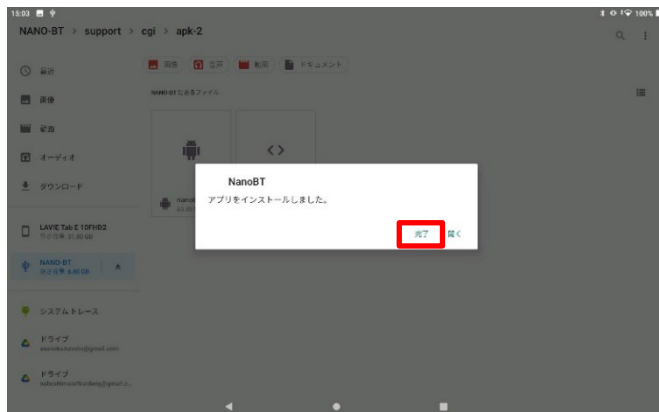 15:03
100%
NANO-BT > support > cgi > apk-2
最近
画像
音声
動画
ドキュメント
画像
NANO-BT にあるファイル
動画
オーディオ
ダウンロード
NanoBT
アプリをインストールしました。
完了
開く
LAVIE Tab E 10FHD2
NANO-BT
システム トレース
ドライブ
ドライブ